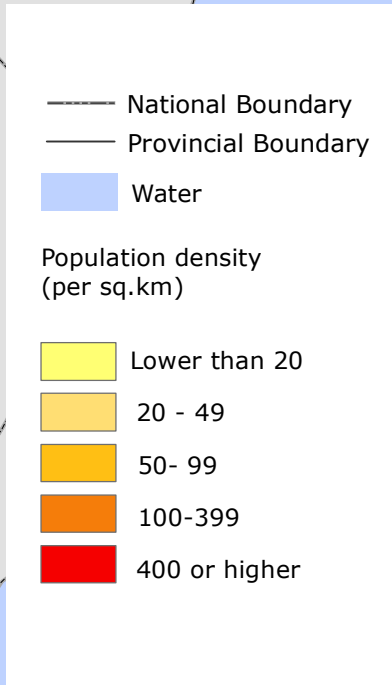 National Boundary
Provincial Boundary
Water
Population density
(per sq.km)
Lower than 20
20 - 49
50- 99
100-399
400 or higher